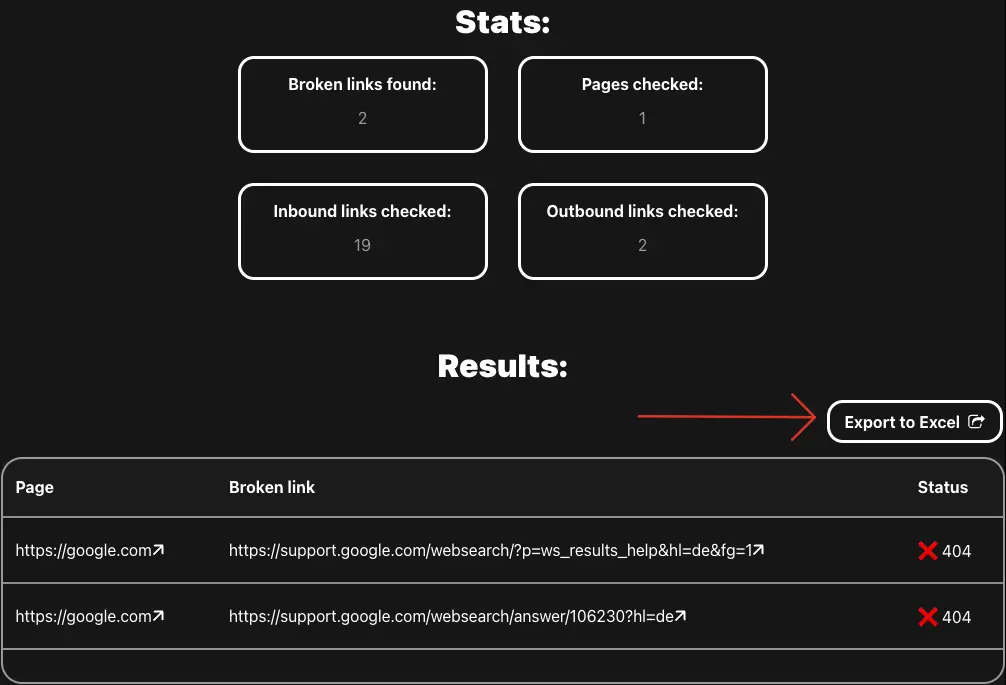 Stats:
Broken links found:
2
Pages checked:
1
Inbound links checked:
19
Outbound links checked:
2
Results:
Export to Excel
Page Broken link Status
https://google.com https://support.google.com/websearch/?p=ws_results_help&hl=de&fg=1 404
https://google.com https://support.google.com/websearch/answer/106230?hl=de 404